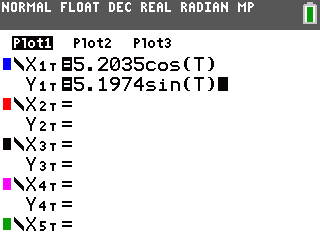 NORMAL FLOAT DEC REAL RADIAN MP
Plot1 Plot2 Plot3
\X1T=5.2035cos(T)
Y1T=5.1974sin(T)
\X2T=
Y2T=
\X3T=
Y3T=
\X4T=
Y4T=
\X5T=